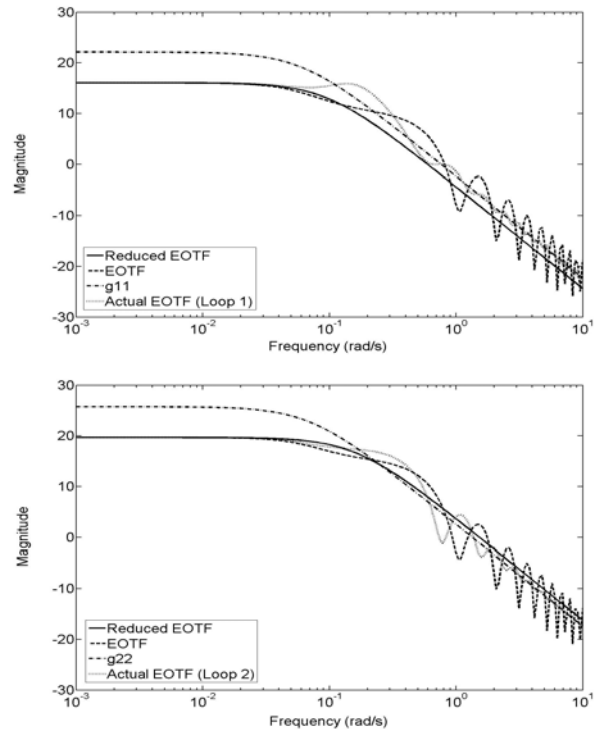 30
20
10
0
-10
-20
-30
Magnitude
Reduced EOTF
EOTF
g11
Actual EOTF (Loop 1)
10^-3
10^-2
10^-1
10^0
10^1
Frequency (rad/s)
30
20
10
0
-10
-20
-30
Magnitude
Reduced EOTF
EOTF
g22
Actual EOTF (Loop 2)
10^-3
10^-2
10^-1
10^0
10^1
Frequency (rad/s)